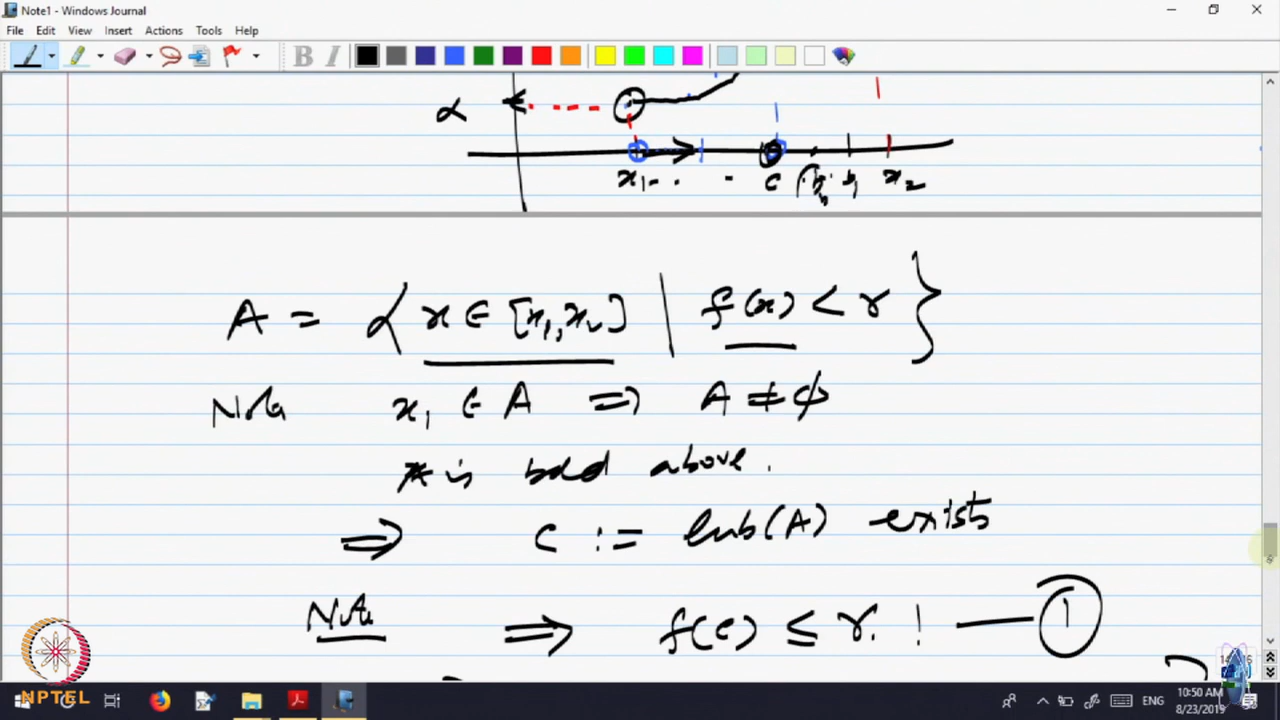 Note1 - Windows Journal
File Edit View Insert Actions Tools Help
B I
α
x₁ - . - c x₂
A = { x ∈ [x₁, x₂] | f(x) < r }
Note x₁ ∈ A ⇒ A ≠ ϕ
A is bdd above.
⇒ c := lub(A) exists
Note ⇒ f(c) ≤ r. ! — 1
NPTEL
ENG
10:50 AM
8/23/2019